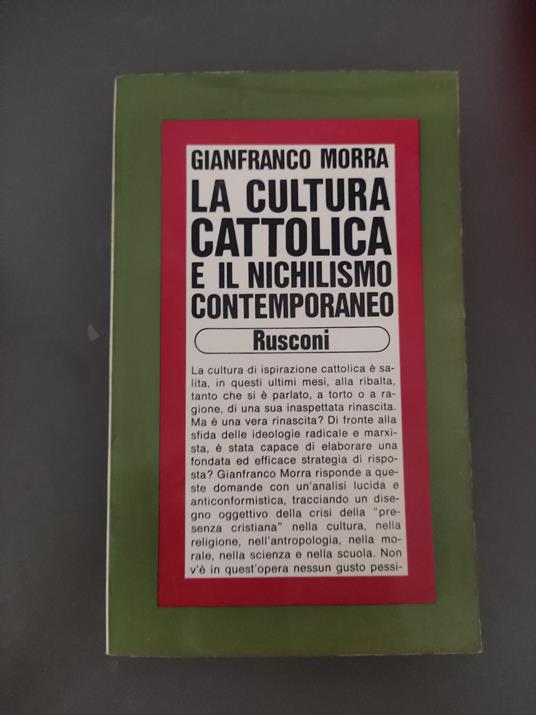 GIANFRANCO MORRA
LA CULTURA
CATTOLICA
E IL NICHILISMO
CONTEMPORANEO
Rusconi
La cultura di ispirazione cattolica è sa-
lita, in questi ultimi mesi, alla ribalta,
tanto che si è parlato, a torto o a ra-
gione, di una sua inaspettata rinascita.
Ma è una vera rinascita? Di fronte alla
sfida delle ideologie radicale e marxi-
sta, è stata capace di elaborare una
fondata ed efficace strategia di rispo-
sta? Gianfranco Morra risponde a que-
ste domande con un'analisi lucida e
anticonformistica, tracciando un dise-
gno oggettivo della crisi della "pre-
senza cristiana" nella cultura, nella
religione, nell'antropologia, nella mo-
rale, nella scienza e nella scuola. Non
v'è in quest'opera nessun gusto pessi-